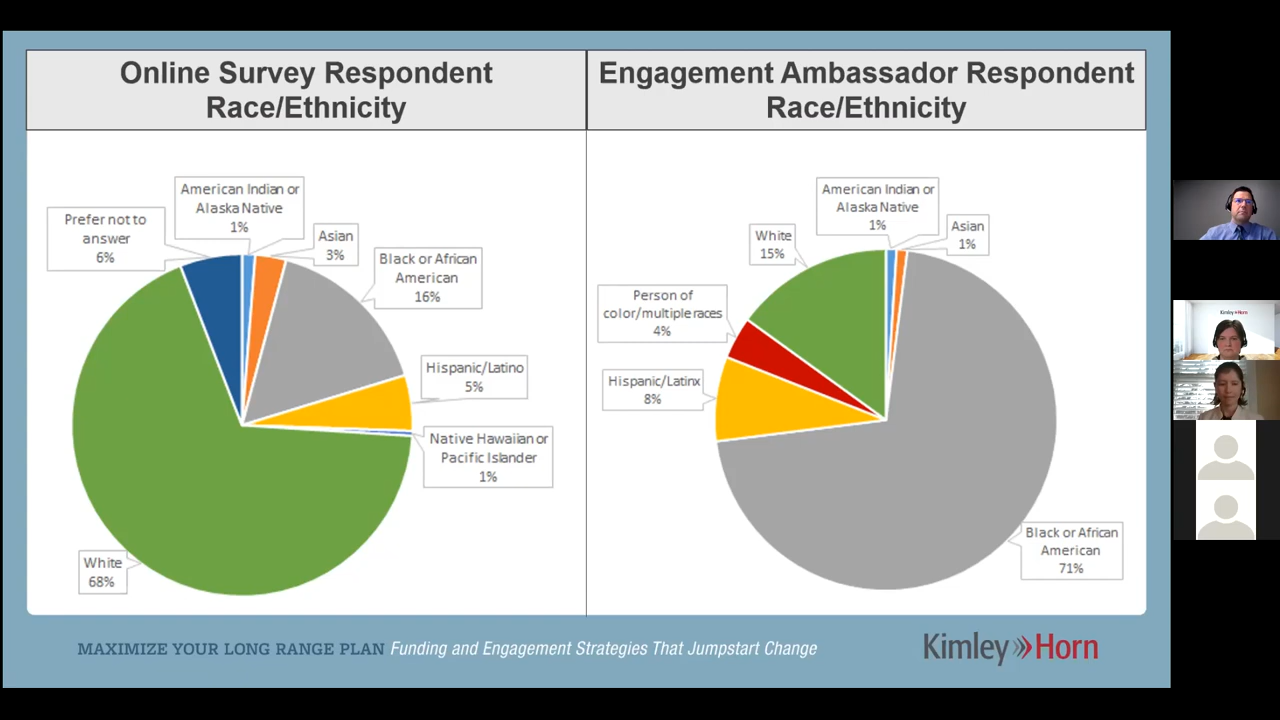 Online Survey Respondent
Race/Ethnicity
Engagement Ambassador Respondent
Race/Ethnicity
American Indian or
Alaska Native
1%
Prefer not to
answer
6%
Asian
3%
Black or African
American
16%
Hispanic/Latino
5%
Native Hawaiian or
Pacific Islander
1%
White
68%
American Indian or
Alaska Native
1%
Asian
1%
White
15%
Person of
color/multiple races
4%
Hispanic/Latinx
8%
Black or African
American
71%
MAXIMIZE YOUR LONG RANGE PLAN Funding and Engagement Strategies That Jumpstart Change
Kimley Horn
Kimley Horn